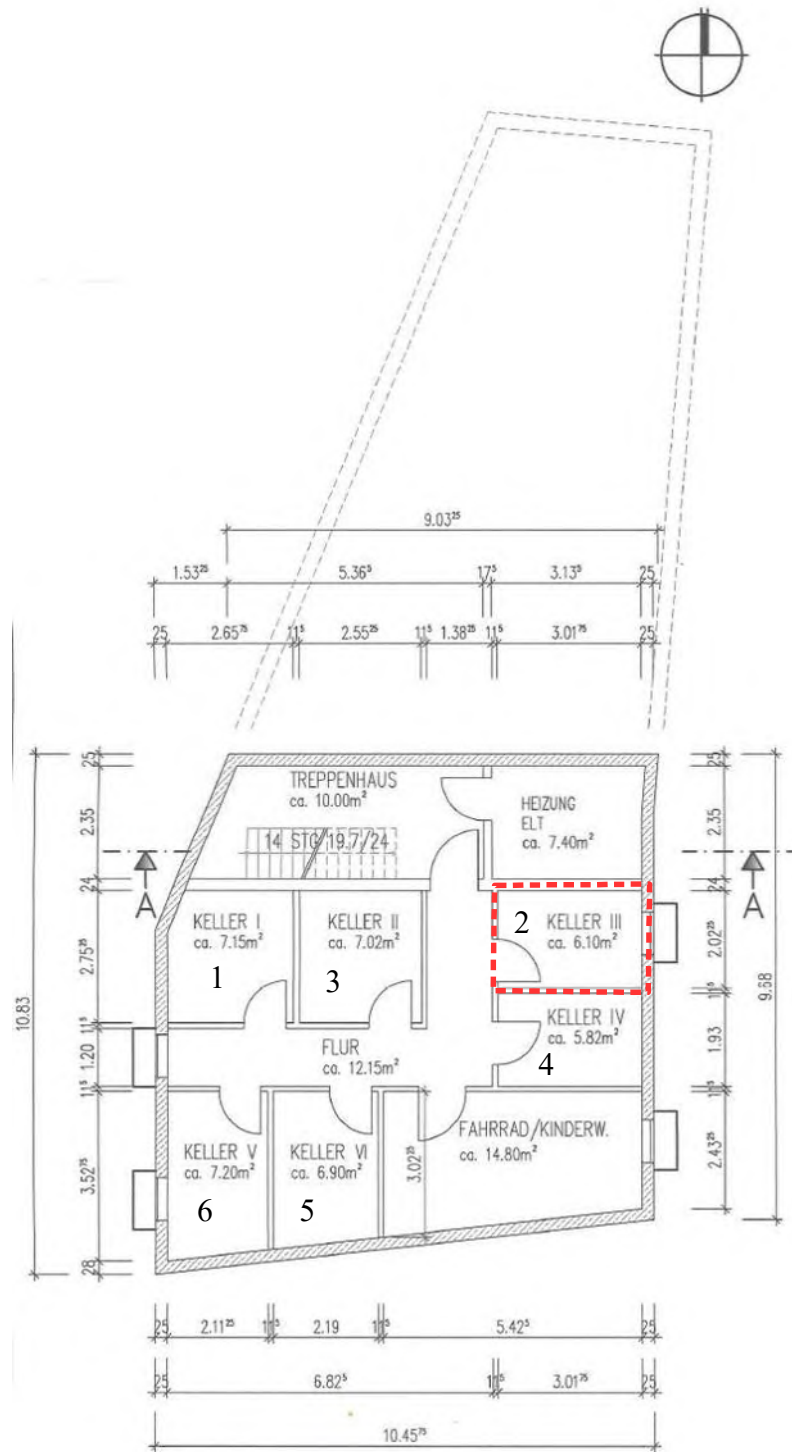 9.03²⁵
1.53²⁵ 5.36⁵ 17⁵ 3.13⁵ 25
25 2.65⁷⁵ 11⁵ 2.55²⁵ 11⁵ 1.38²⁵ 11⁵ 3.01⁷⁵ 25
25
2.35
24
2.75²⁵
11⁵
1.20
11⁵
3.52⁷⁵
28
10.83
A
TREPPENHAUS
ca. 10.00m²
14 STG 19.7/24
HEIZUNG
ELT
ca. 7.40m²
KELLER I
ca. 7.15m²
1
KELLER II
ca. 7.02m²
3
2
KELLER III
ca. 6.10m²
KELLER IV
ca. 5.82m²
4
FLUR
ca. 12.15m²
KELLER V
ca. 7.20m²
6
KELLER VI
ca. 6.90m²
5
3.02²⁵
FAHRRAD/KINDERW.
ca. 14.80m²
25
2.35
24
2.02²⁵
11⁵
1.93
11⁵
2.43²⁵
9.68
A
25 2.11²⁵ 11⁵ 2.19 11⁵ 5.42⁵ 25
25 6.82⁵ 11⁵ 3.01⁷⁵ 25
10.45⁷⁵